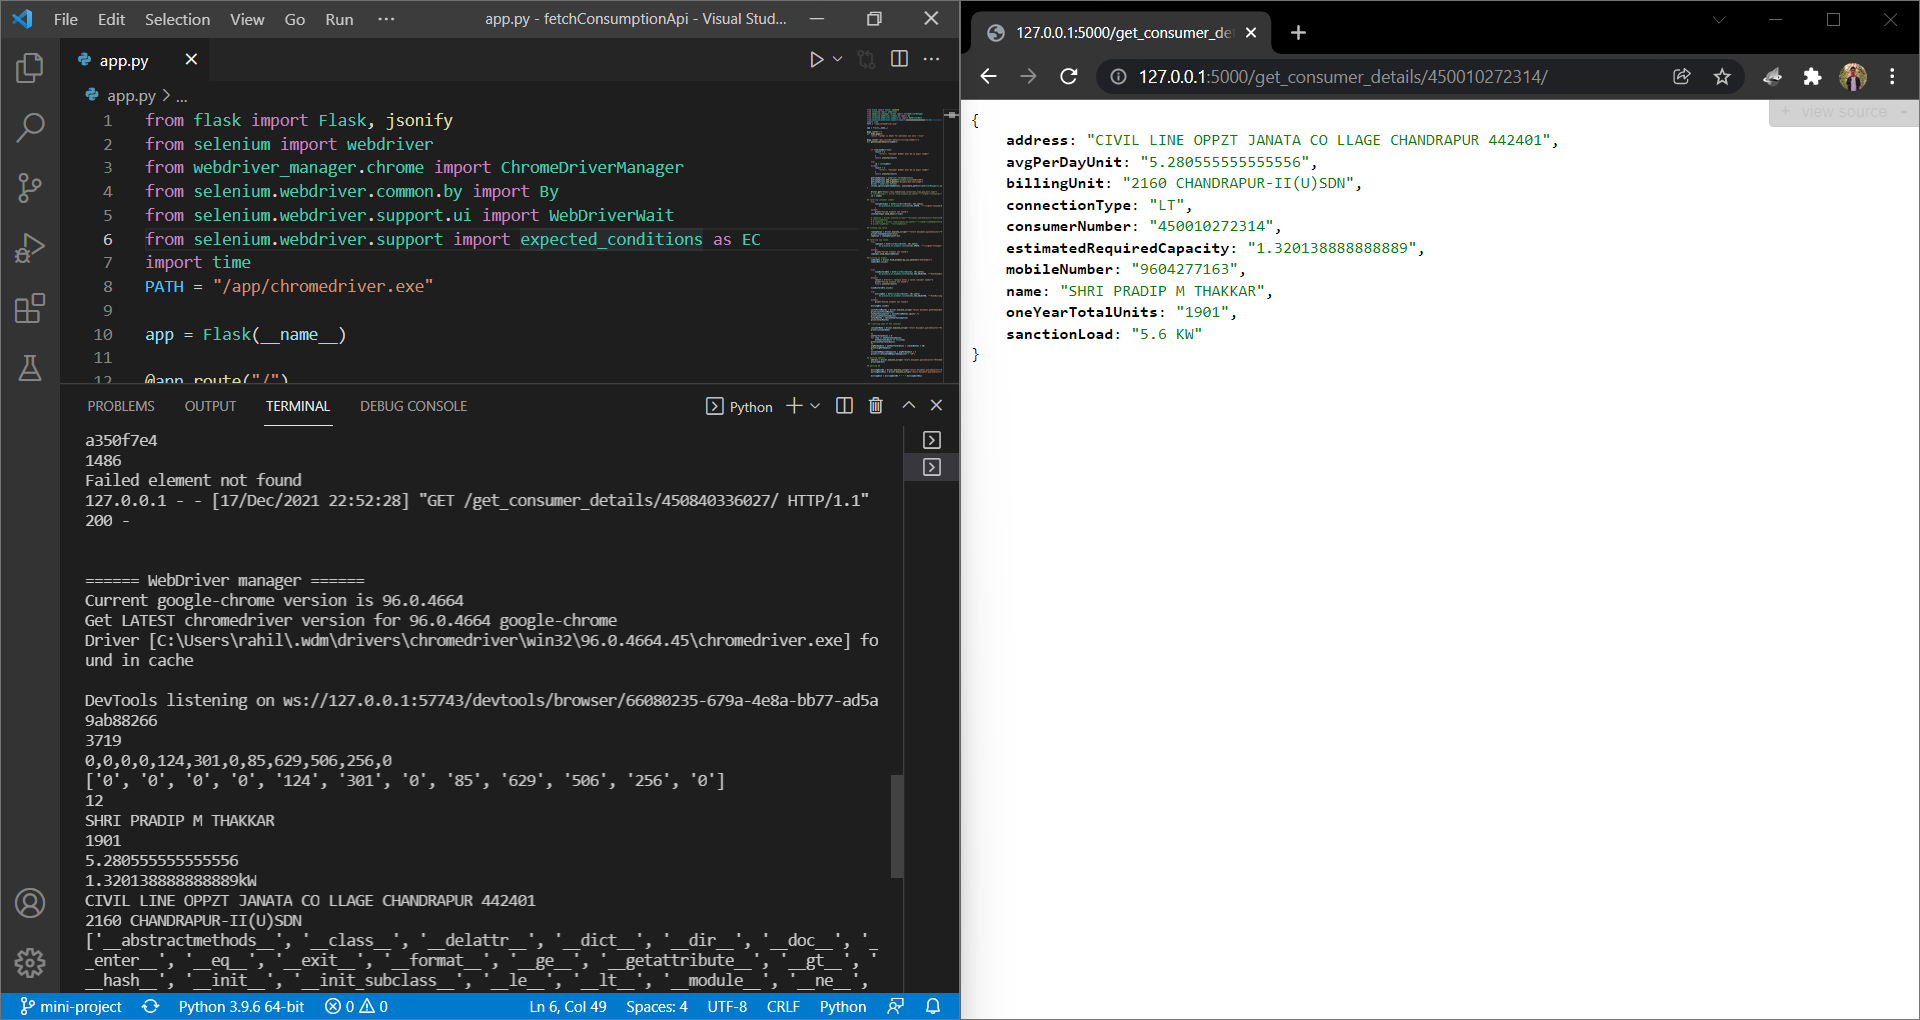 File Edit Selection View Go Run ··· app.py - fetchConsumptionApi - Visual Stud...
app.py
app.py > ...
1 from flask import Flask, jsonify
2 from selenium import webdriver
3 from webdriver_manager.chrome import ChromeDriverManager
4 from selenium.webdriver.common.by import By
5 from selenium.webdriver.support.ui import WebDriverWait
6 from selenium.webdriver.support import expected_conditions as EC
7 import time
8 PATH = "/app/chromedriver.exe"
9
10 app = Flask(__name__)
11
12 @app.route("/")
PROBLEMS OUTPUT TERMINAL DEBUG CONSOLE Python
a350f7e4
1486
Failed element not found
127.0.0.1 - - [17/Dec/2021 22:52:28] "GET /get_consumer_details/450840336027/ HTTP/1.1"
200 -
====== WebDriver manager ======
Current google-chrome version is 96.0.4664
Get LATEST chromedriver version for 96.0.4664 google-chrome
Driver [C:\Users\rahil\.wdm\drivers\chromedriver\win32\96.0.4664.45\chromedriver.exe] fo
und in cache
DevTools listening on ws://127.0.0.1:57743/devtools/browser/66080235-679a-4e8a-bb77-ad5a
9ab88266
3719
0,0,0,0,124,301,0,85,629,506,256,0
['0', '0', '0', '0', '124', '301', '0', '85', '629', '506', '256', '0']
12
SHRI PRADIP M THAKKAR
1901
5.280555555555556
1.320138888888889kW
CIVIL LINE OPPZT JANATA CO LLAGE CHANDRAPUR 442401
2160 CHANDRAPUR-II(U)SDN
['__abstractmethods__', '__class__', '__delattr__', '__dict__', '__dir__', '__doc__', '_
_enter__', '__eq__', '__exit__', '__format__', '__ge__', '__getattribute__', '__gt__', '
__hash__', '__init__', '__init_subclass__', '__le__', '__lt__', '__module__', '__ne__',
mini-project Python 3.9.6 64-bit 0 0 Ln 6, Col 49 Spaces: 4 UTF-8 CRLF Python
127.0.0.1:5000/get_consumer_de
127.0.0.1:5000/get_consumer_details/450010272314/
+ view source -
{
address: "CIVIL LINE OPPZT JANATA CO LLAGE CHANDRAPUR 442401",
avgPerDayUnit: "5.280555555555556",
billingUnit: "2160 CHANDRAPUR-II(U)SDN",
connectionType: "LT",
consumerNumber: "450010272314",
estimatedRequiredCapacity: "1.320138888888889",
mobileNumber: "9604277163",
name: "SHRI PRADIP M THAKKAR",
oneYearTotalUnits: "1901",
sanctionLoad: "5.6 KW"
}